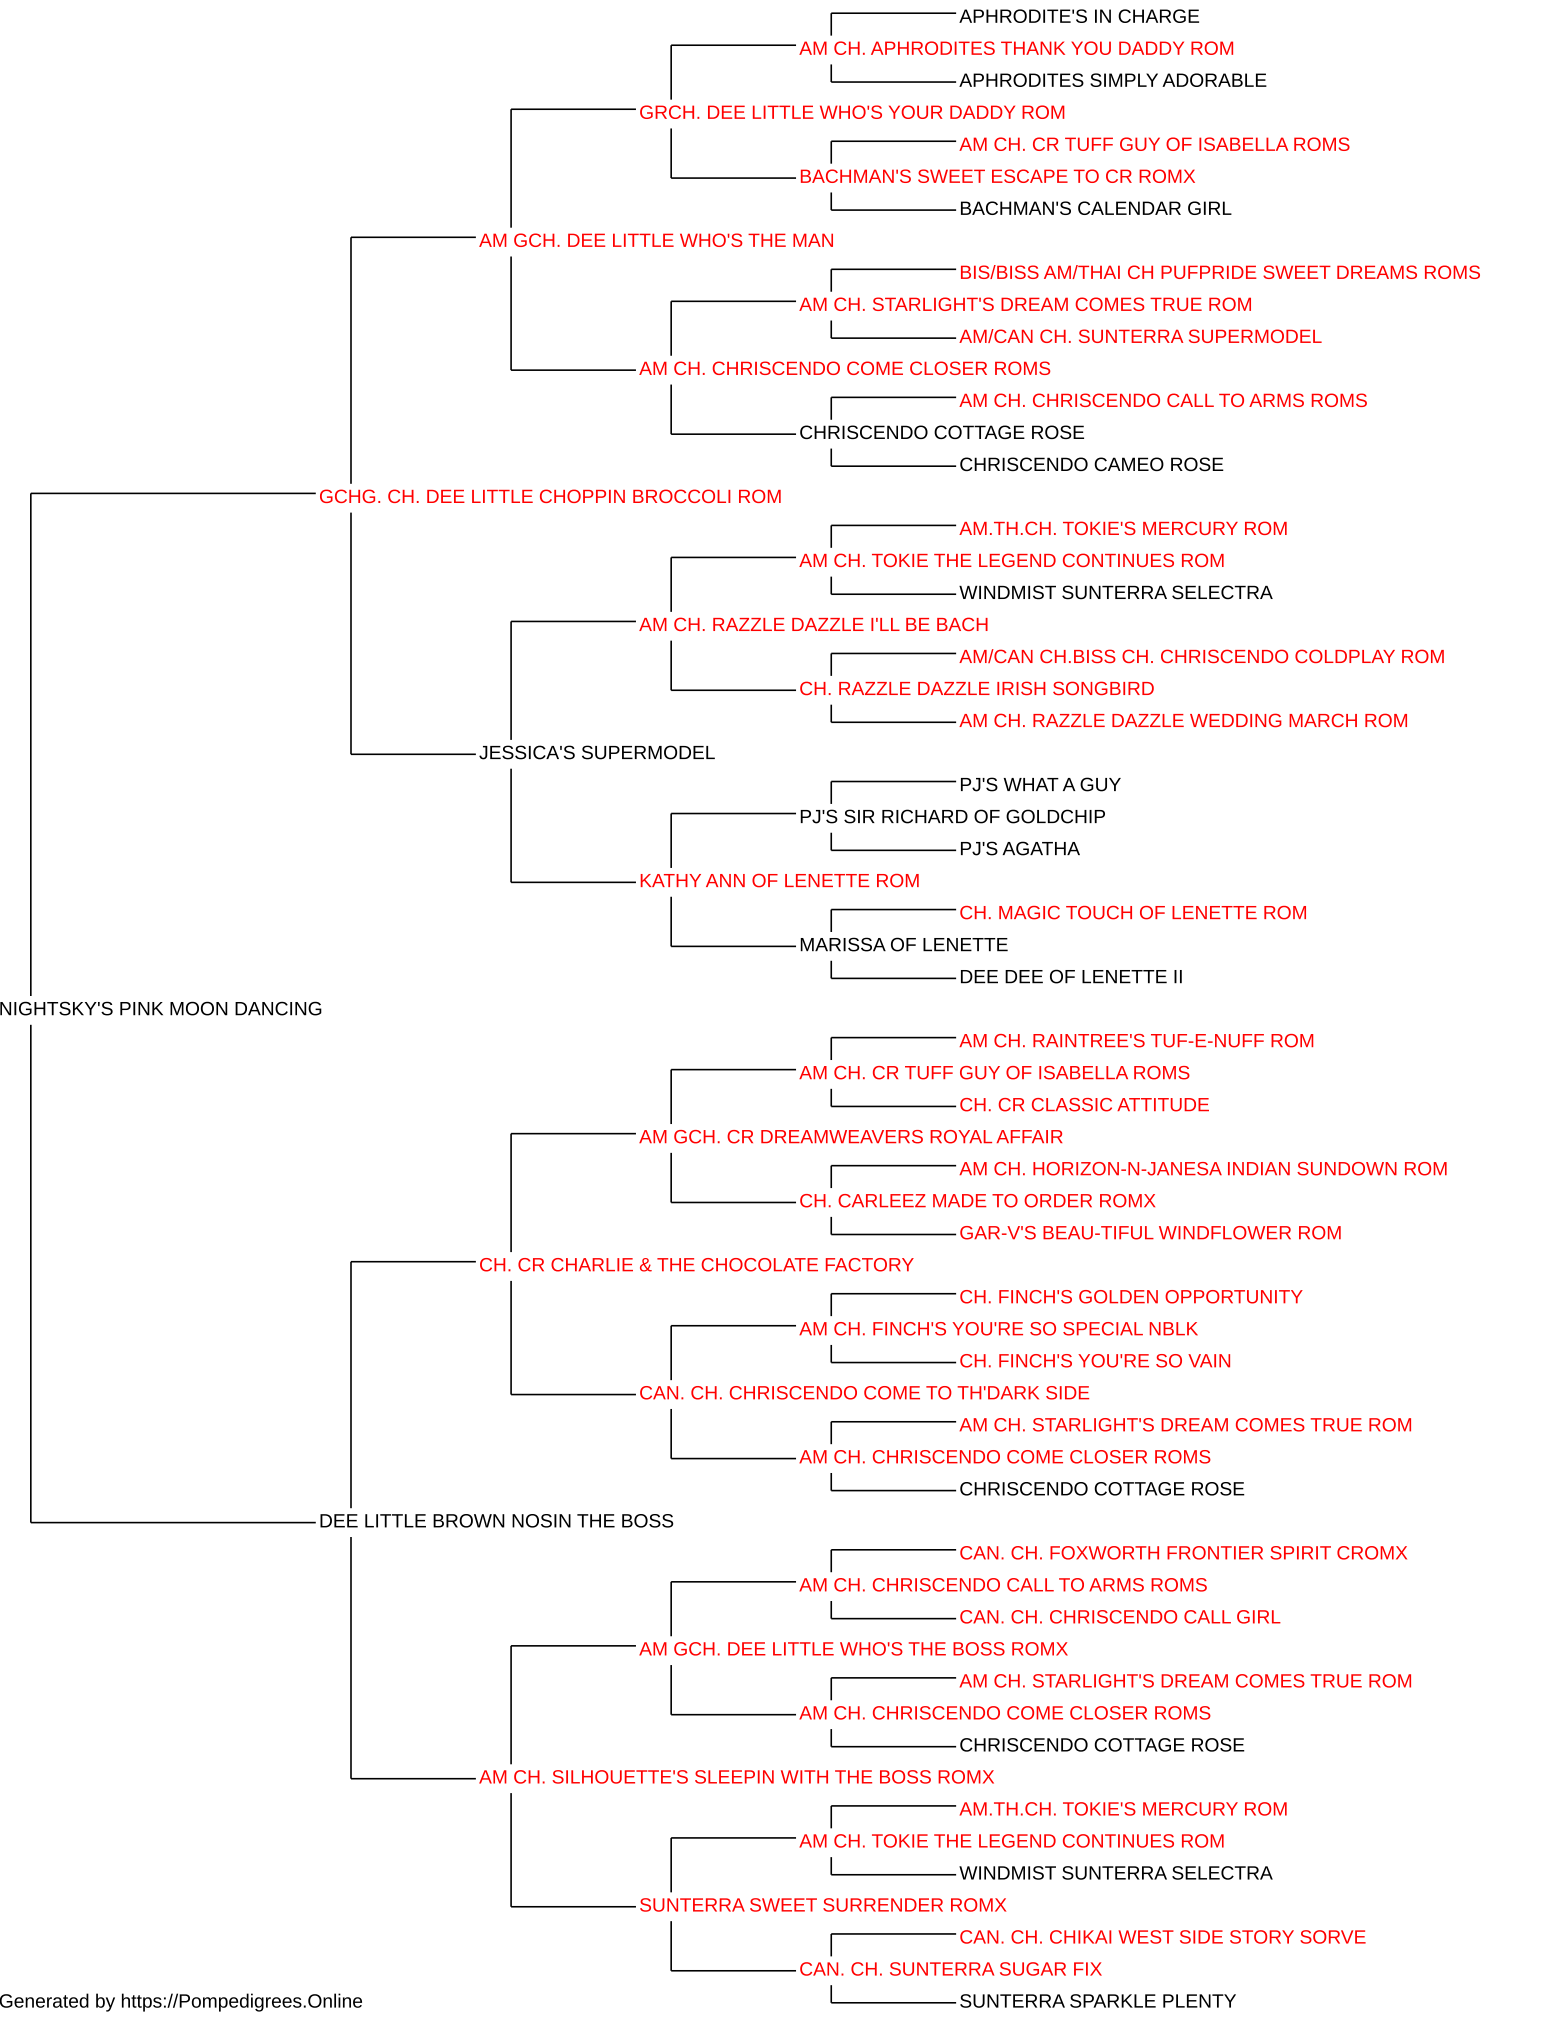 APHRODITE'S IN CHARGE
AM CH. APHRODITES THANK YOU DADDY ROM
APHRODITES SIMPLY ADORABLE
GRCH. DEE LITTLE WHO'S YOUR DADDY ROM
AM CH. CR TUFF GUY OF ISABELLA ROMS
BACHMAN'S SWEET ESCAPE TO CR ROMX
BACHMAN'S CALENDAR GIRL
AM GCH. DEE LITTLE WHO'S THE MAN
BIS/BISS AM/THAI CH PUFPRIDE SWEET DREAMS ROMS
AM CH. STARLIGHT'S DREAM COMES TRUE ROM
AM/CAN CH. SUNTERRA SUPERMODEL
AM CH. CHRISCENDO COME CLOSER ROMS
AM CH. CHRISCENDO CALL TO ARMS ROMS
CHRISCENDO COTTAGE ROSE
CHRISCENDO CAMEO ROSE
GCHG. CH. DEE LITTLE CHOPPIN BROCCOLI ROM
AM.TH.CH. TOKIE'S MERCURY ROM
AM CH. TOKIE THE LEGEND CONTINUES ROM
WINDMIST SUNTERRA SELECTRA
AM CH. RAZZLE DAZZLE I'LL BE BACH
AM/CAN CH.BISS CH. CHRISCENDO COLDPLAY ROM
CH. RAZZLE DAZZLE IRISH SONGBIRD
AM CH. RAZZLE DAZZLE WEDDING MARCH ROM
JESSICA'S SUPERMODEL
PJ'S WHAT A GUY
PJ'S SIR RICHARD OF GOLDCHIP
PJ'S AGATHA
KATHY ANN OF LENETTE ROM
CH. MAGIC TOUCH OF LENETTE ROM
MARISSA OF LENETTE
DEE DEE OF LENETTE II
NIGHTSKY'S PINK MOON DANCING
AM CH. RAINTREE'S TUF-E-NUFF ROM
AM CH. CR TUFF GUY OF ISABELLA ROMS
CH. CR CLASSIC ATTITUDE
AM GCH. CR DREAMWEAVERS ROYAL AFFAIR
AM CH. HORIZON-N-JANESA INDIAN SUNDOWN ROM
CH. CARLEEZ MADE TO ORDER ROMX
GAR-V'S BEAU-TIFUL WINDFLOWER ROM
CH. CR CHARLIE & THE CHOCOLATE FACTORY
CH. FINCH'S GOLDEN OPPORTUNITY
AM CH. FINCH'S YOU'RE SO SPECIAL NBLK
CH. FINCH'S YOU'RE SO VAIN
CAN. CH. CHRISCENDO COME TO TH'DARK SIDE
AM CH. STARLIGHT'S DREAM COMES TRUE ROM
AM CH. CHRISCENDO COME CLOSER ROMS
CHRISCENDO COTTAGE ROSE
DEE LITTLE BROWN NOSIN THE BOSS
CAN. CH. FOXWORTH FRONTIER SPIRIT CROMX
AM CH. CHRISCENDO CALL TO ARMS ROMS
CAN. CH. CHRISCENDO CALL GIRL
AM GCH. DEE LITTLE WHO'S THE BOSS ROMX
AM CH. STARLIGHT'S DREAM COMES TRUE ROM
AM CH. CHRISCENDO COME CLOSER ROMS
CHRISCENDO COTTAGE ROSE
AM CH. SILHOUETTE'S SLEEPIN WITH THE BOSS ROMX
AM.TH.CH. TOKIE'S MERCURY ROM
AM CH. TOKIE THE LEGEND CONTINUES ROM
WINDMIST SUNTERRA SELECTRA
SUNTERRA SWEET SURRENDER ROMX
CAN. CH. CHIKAI WEST SIDE STORY SORVE
CAN. CH. SUNTERRA SUGAR FIX
SUNTERRA SPARKLE PLENTY
Generated by https://Pompedigrees.Online